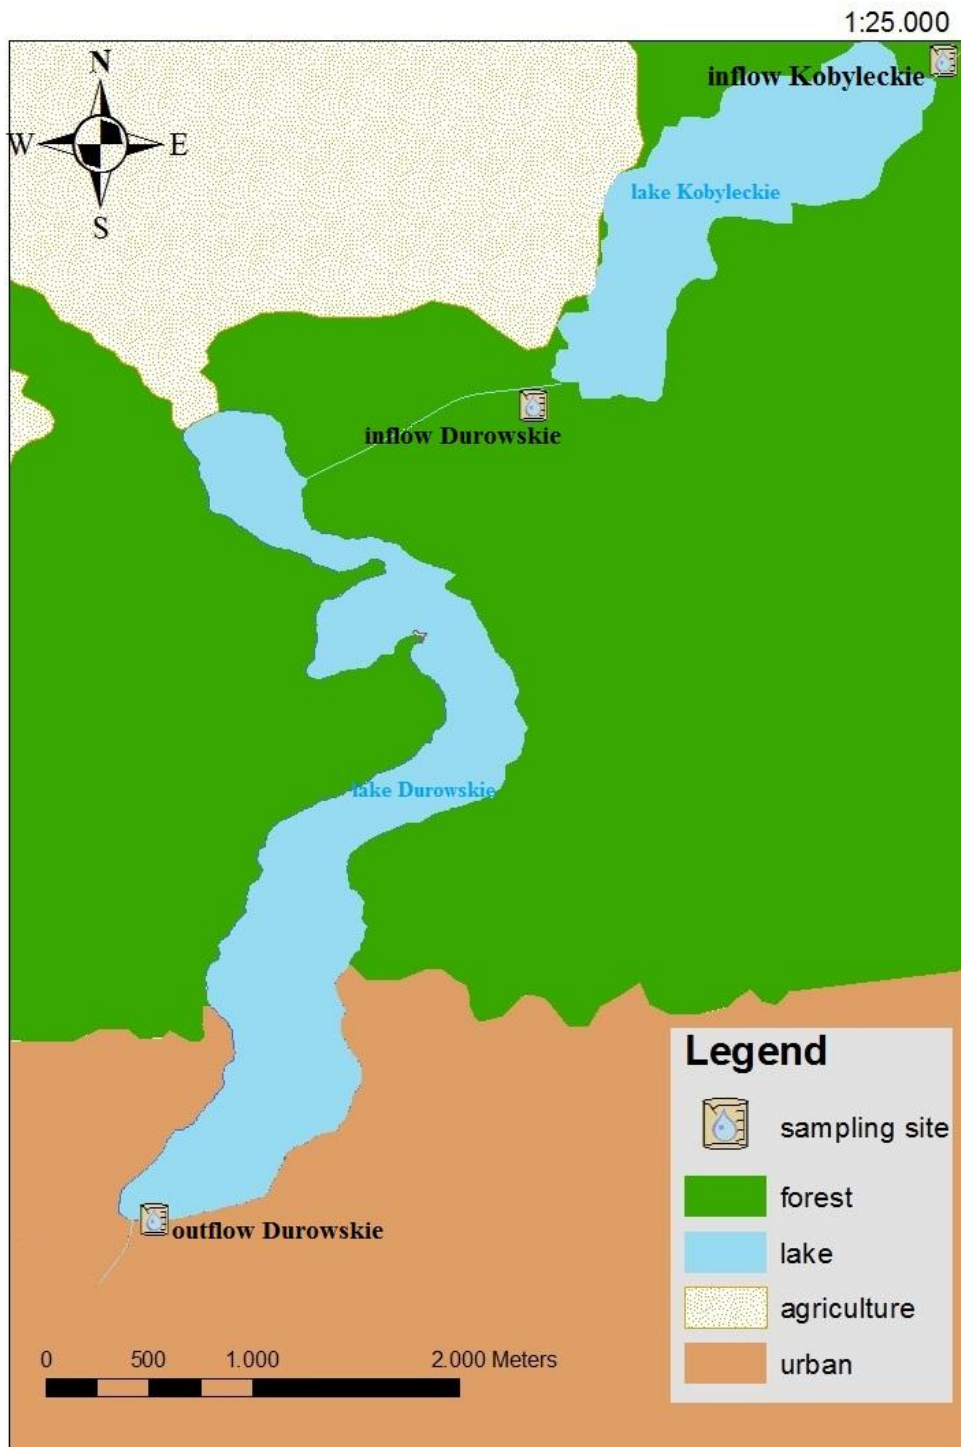 1:25.000
N
inflow Kobyleckie
W E
S
lake Kobyleckie
inflow Durowskie
lake Durowskie
Legend
sampling site
forest
outflow Durowskie
lake
agriculture
0 500 1.000 2.000 Meters
urban